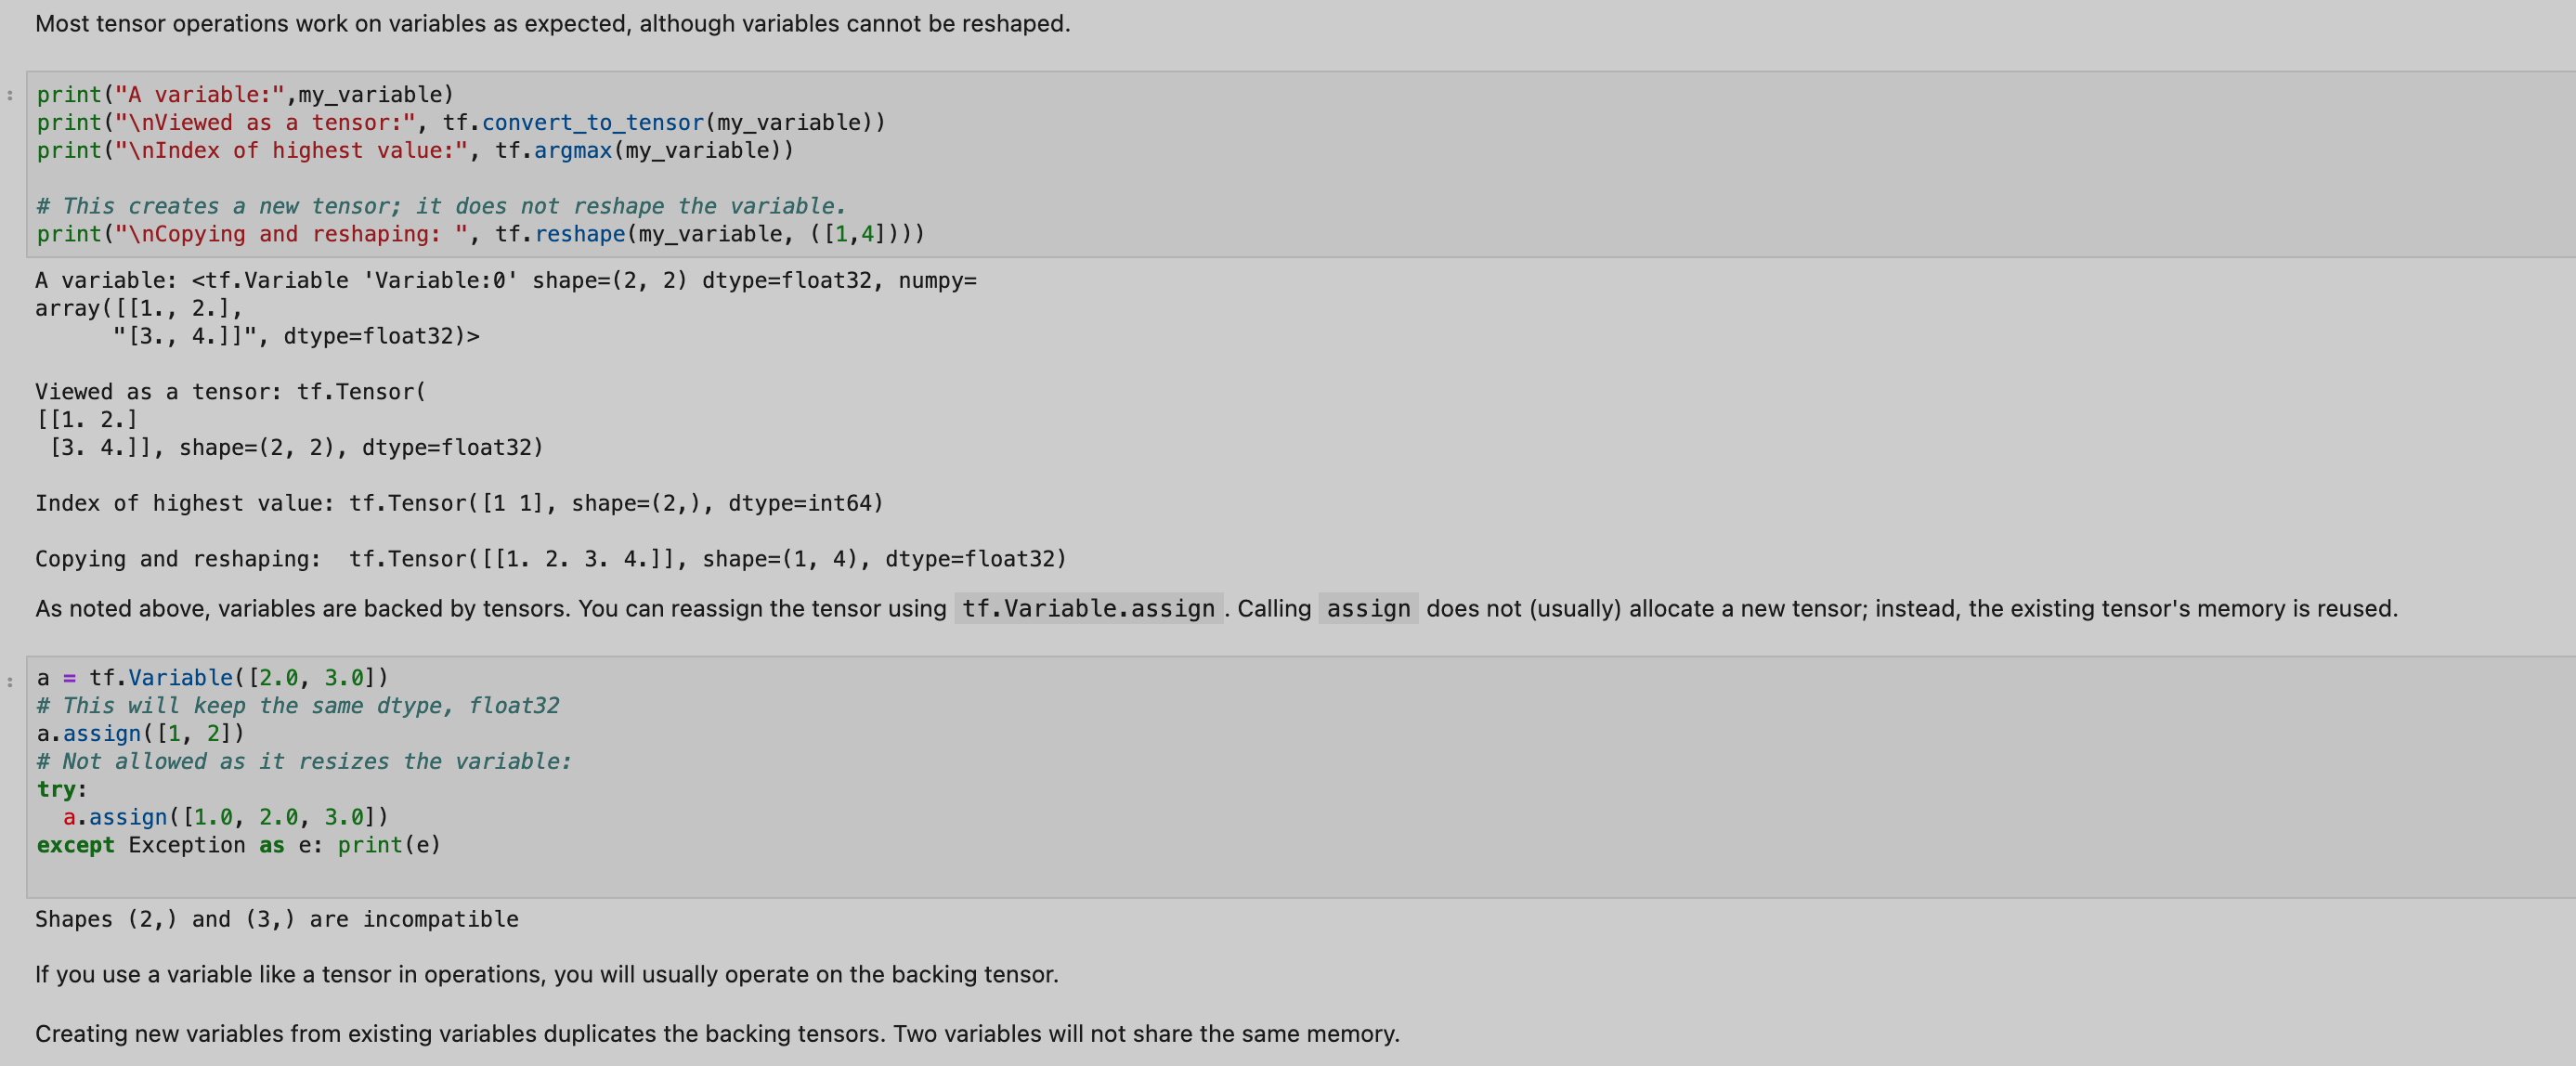 Most tensor operations work on variables as expected, although variables cannot be reshaped.
print("A variable:",my_variable)
print("\nViewed as a tensor:", tf.convert_to_tensor(my_variable))
print("\nIndex of highest value:", tf.argmax(my_variable))
# This creates a new tensor; it does not reshape the variable.
print("\nCopying and reshaping: ", tf.reshape(my_variable, ([1,4])))
A variable: <tf.Variable 'Variable:0' shape=(2, 2) dtype=float32, numpy=
array([[1., 2.],
      "[3., 4.]]", dtype=float32)>
Viewed as a tensor: tf.Tensor(
[[1. 2.]
 [3. 4.]], shape=(2, 2), dtype=float32)
Index of highest value: tf.Tensor([1 1], shape=(2,), dtype=int64)
Copying and reshaping:  tf.Tensor([[1. 2. 3. 4.]], shape=(1, 4), dtype=float32)
As noted above, variables are backed by tensors. You can reassign the tensor using tf.Variable.assign. Calling assign does not (usually) allocate a new tensor; instead, the existing tensor's memory is reused.
a = tf.Variable([2.0, 3.0])
# This will keep the same dtype, float32
a.assign([1, 2])
# Not allowed as it resizes the variable:
try:
  a.assign([1.0, 2.0, 3.0])
except Exception as e: print(e)
Shapes (2,) and (3,) are incompatible
If you use a variable like a tensor in operations, you will usually operate on the backing tensor.
Creating new variables from existing variables duplicates the backing tensors. Two variables will not share the same memory.